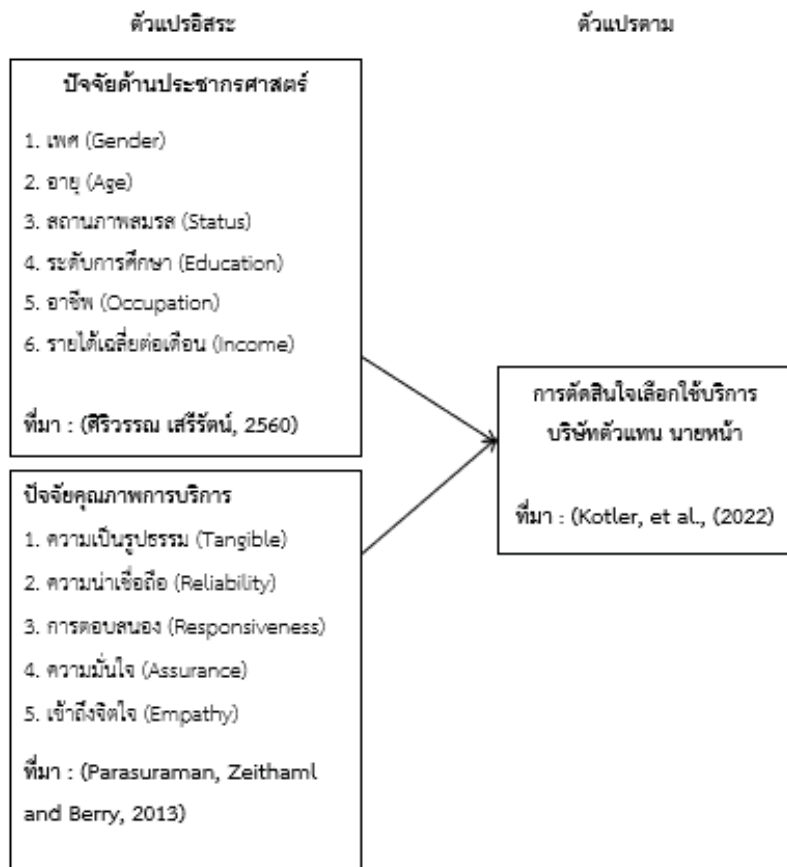 ตัวแปรอิสระ
ตัวแปรตาม
ปัจจัยด้านประชากรศาสตร์
1. เพศ (Gender)
2. อายุ (Age)
3. สถานภาพสมรส (Status)
4. ระดับการศึกษา (Education)
5. อาชีพ (Occupation)
6. รายได้เฉลี่ยต่อเดือน (Income)
ที่มา : (ศิริวรรณ เสรีรัตน์, 2560)
ปัจจัยคุณภาพการบริการ
1. ความเป็นรูปธรรม (Tangible)
2. ความน่าเชื่อถือ (Reliability)
3. การตอบสนอง (Responsiveness)
4. ความมั่นใจ (Assurance)
5. เข้าถึงจิตใจ (Empathy)
ที่มา : (Parasuraman, Zeithaml
and Berry, 2013)
การตัดสินใจเลือกใช้บริการ
บริษัทตัวแทน นายหน้า
ที่มา : (Kotler, et al., (2022)